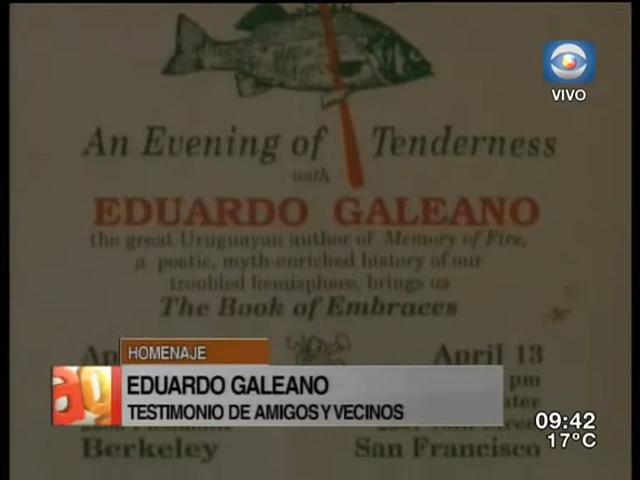 VIVO
An Evening of Tenderness
with
EDUARDO GALEANO
the great Uruguayan author of Memory of Fire,
a poetic, myth-enriched history of our
troubled hemisphere, brings us
The Book of Embraces
April 13
pm
Berkeley
San Francisco
HOMENAJE
ag
EDUARDO GALEANO
TESTIMONIO DE AMIGOS Y VECINOS
09:42
17°C